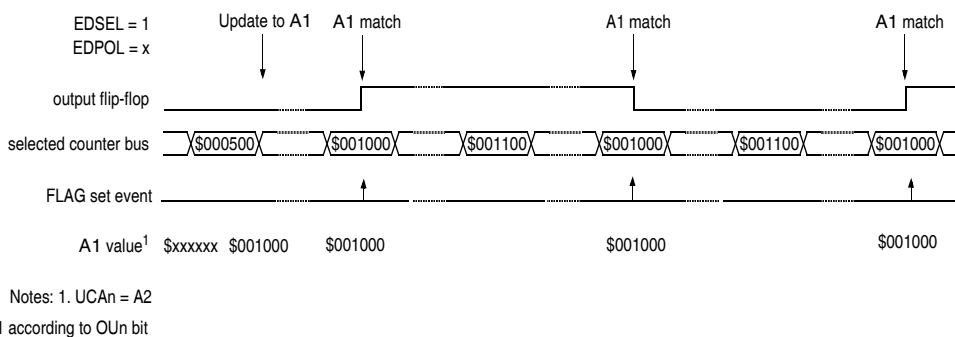 EDSEL = 1
EDPOL = x
Update to A1 A1 match A1 match A1 match
output flip-flop
selected counter bus $000500 $001000 $001100 $001000 $001100 $001000
FLAG set event
A1 value1 $xxxxxx $001000 $001000 $001000 $001000
Notes: 1. UCAn = A2
according to OUn bit